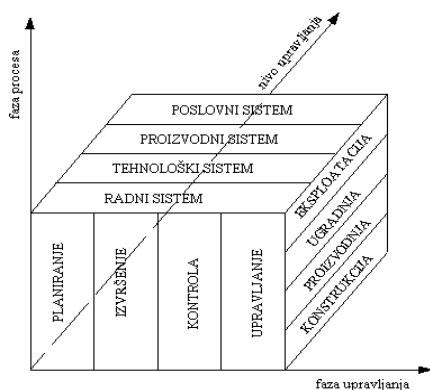 faza procesa
nivo upravljanja
POSLOVNI SISTEM
PROIZVODNI SISTEM
TEHNOLOŠKI SISTEM
RADNI SISTEM
PLANIRANJE
IZVRŠENJE
KONTROLA
UPRAVLJANJE
EKSPLOATACIJA
UGRADNJA
PROIZVODNJA
KONSTRUKCIJA
faza upravljanja